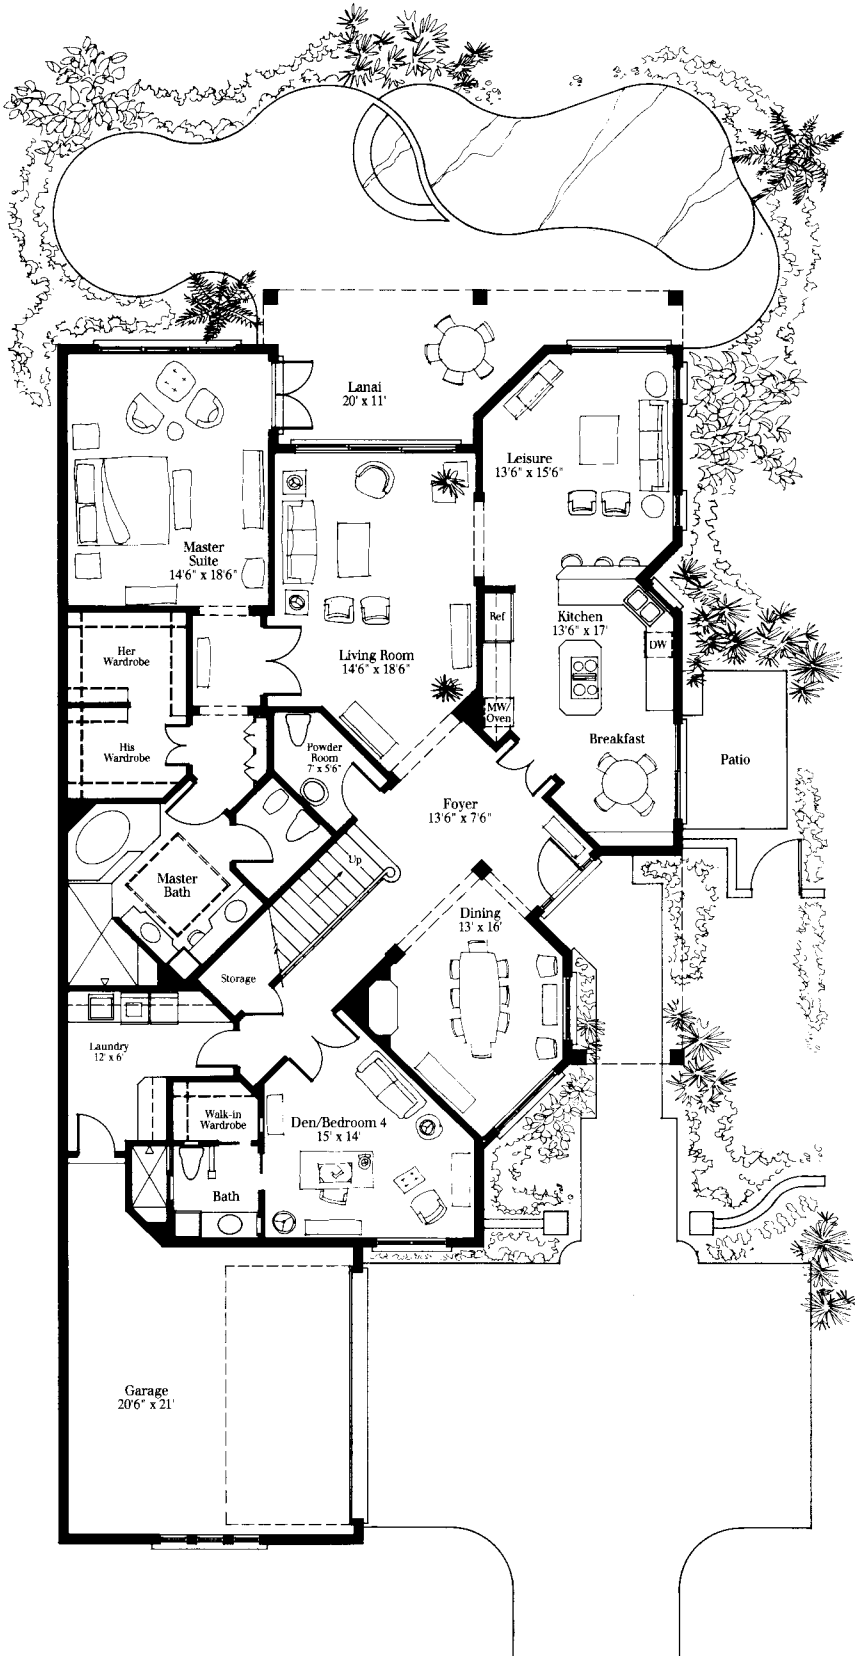 Lanai
20' x 11'
Leisure
13'6" x 15'6"
Master
Suite
14'6" x 18'6"
Kitchen
13'6" x 17'
Ref
DW
Her
Wardrobe
Living Room
14'6" x 18'6"
MW/
Oven
His
Wardrobe
Powder
Room
7' x 5'6"
Breakfast
Patio
Foyer
13'6" x 7'6"
Up
Master
Bath
Dining
13' x 16'
Storage
Laundry
12' x 6'
Walk-in
Wardrobe
Den/Bedroom 4
15' x 14'
Bath
Garage
20'6" x 21'